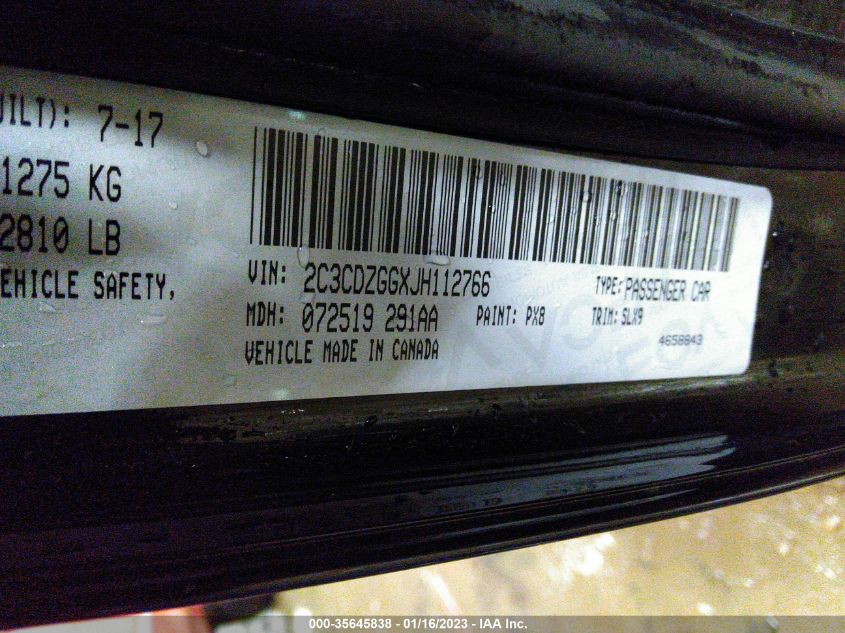 UILT): 7-17
1275 KG
2810 LB
EHICLE SAFETY,
VIN: 2C3CDZGGXJH112766 TYPE: PASSENGER CAR
MDH: 072519 291AA PAINT: PX8 TRIM: SLX9
VEHICLE MADE IN CANADA 4658843
000-35645838 - 01/16/2023 - IAA Inc.